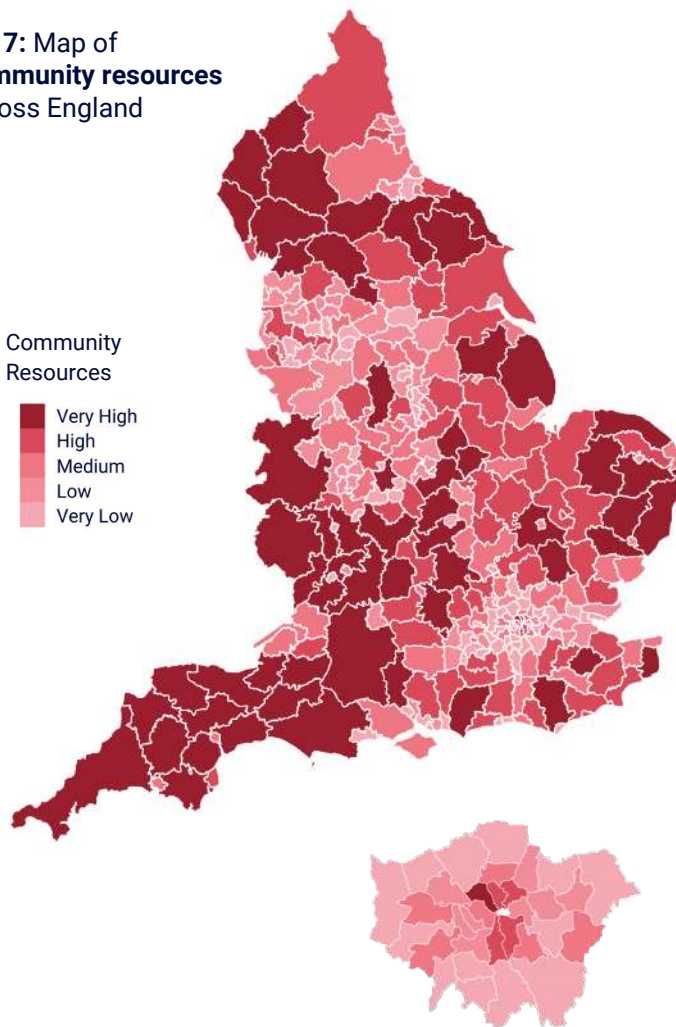 7: Map of
mmunity resources
oss England
Community
Resources
Very High
High
Medium
Low
Very Low